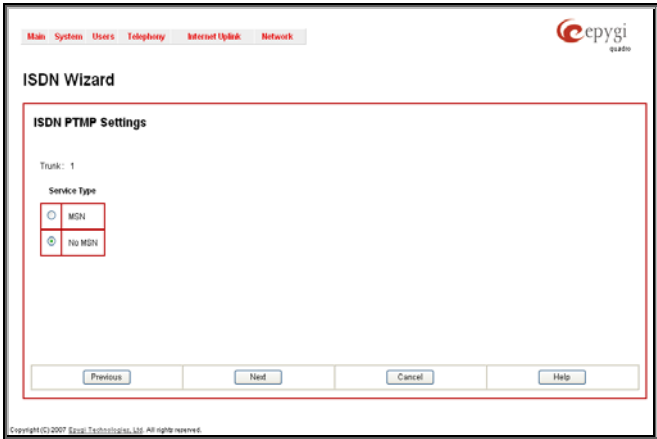 Main System Users Telephony Internet Uplink Network
epygi
quadro
ISDN Wizard
ISDN PTMP Settings
Trunk: 1
Service Type
MSN
No MSN
Previous Next Cancel Help
Copyright (C) 2007 Epygi Technologies, Ltd. All rights reserved.